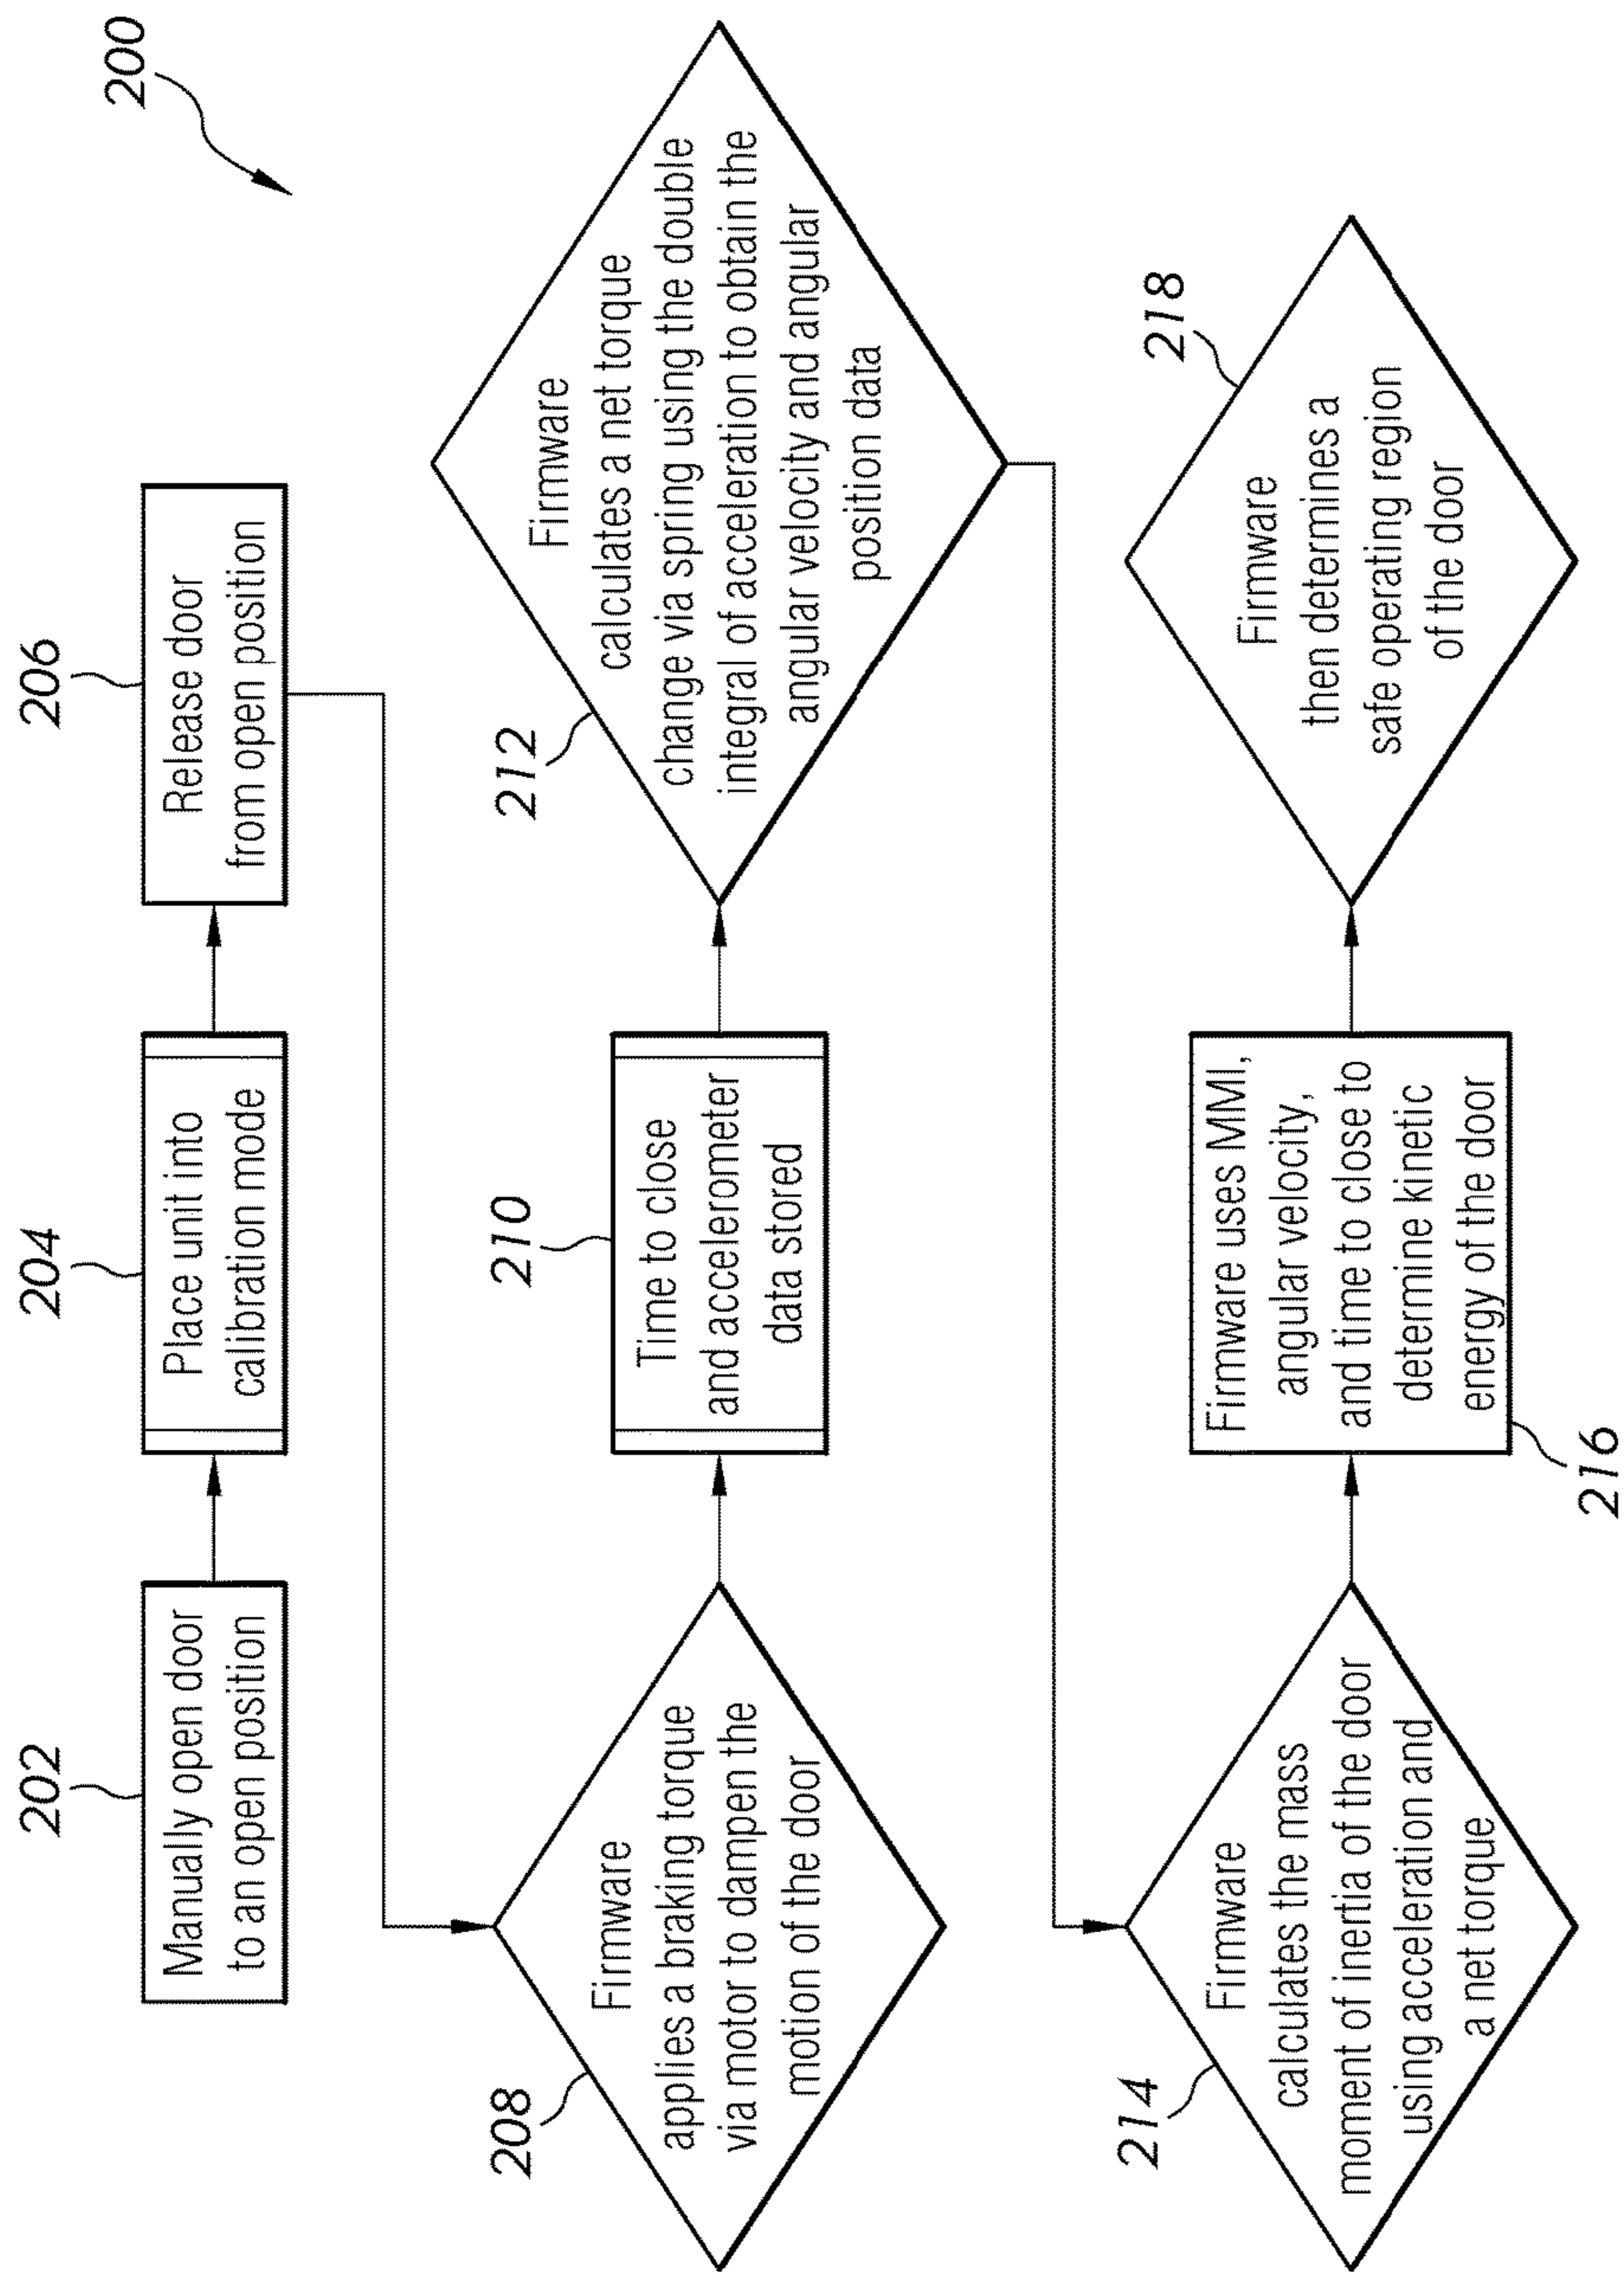 200
202
Manually open door
to an open position
204
Place unit into
calibration mode
206
Release door
from open position
208
Firmware
applies a braking torque
via motor to dampen the
motion of the door
210
Time to close
and accelerometer
data stored
212
Firmware
calculates a net torque
change via spring using the double
integral of acceleration to obtain the
angular velocity and angular
position data
214
Firmware
calculates the mass
moment of inertia of the door
using acceleration and
a net torque
216
Firmware uses MMI,
angular velocity,
and time to close to
determine kinetic
energy of the door
218
Firmware
then determines a
safe operating region
of the door